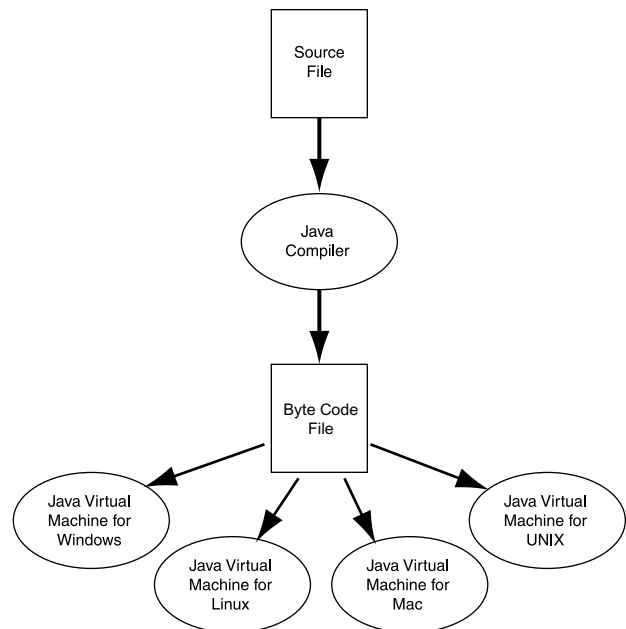 Source
File
Java
Compiler
Byte Code
File
Java Virtual
Machine for
Windows
Java Virtual
Machine for
Linux
Java Virtual
Machine for
Mac
Java Virtual
Machine for
UNIX